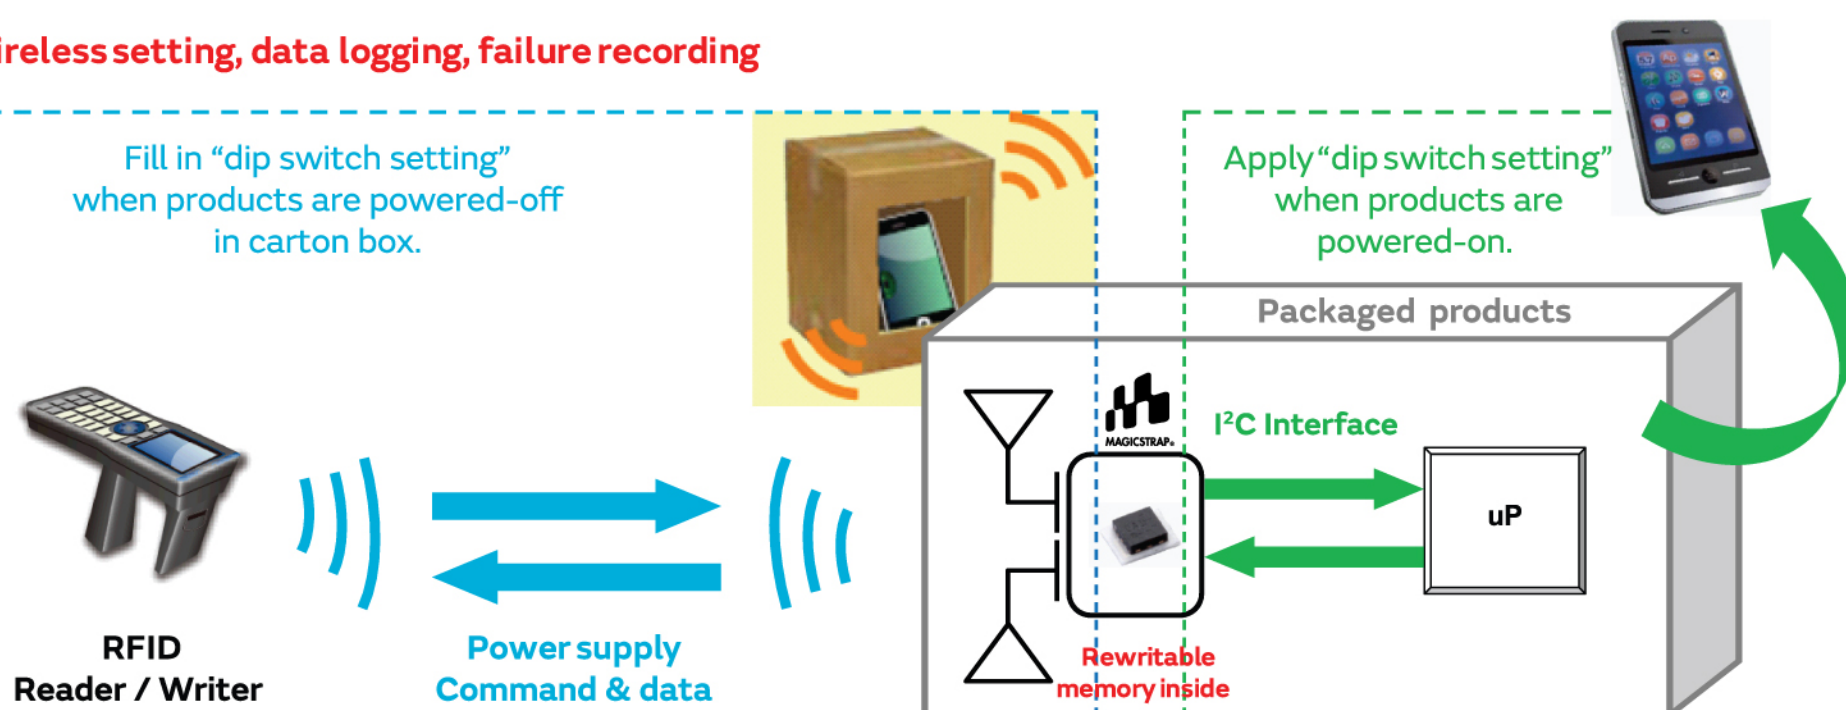 ireless setting, data logging, failure recording
Fill in “dip switch setting”
when products are powered-off
in carton box.
Apply “dip switch setting”
when products are
powered-on.
Packaged products
MAGICSTRAP®
I²C Interface
uP
RFID
Reader / Writer
Power supply
Command & data
Rewritable
memory inside